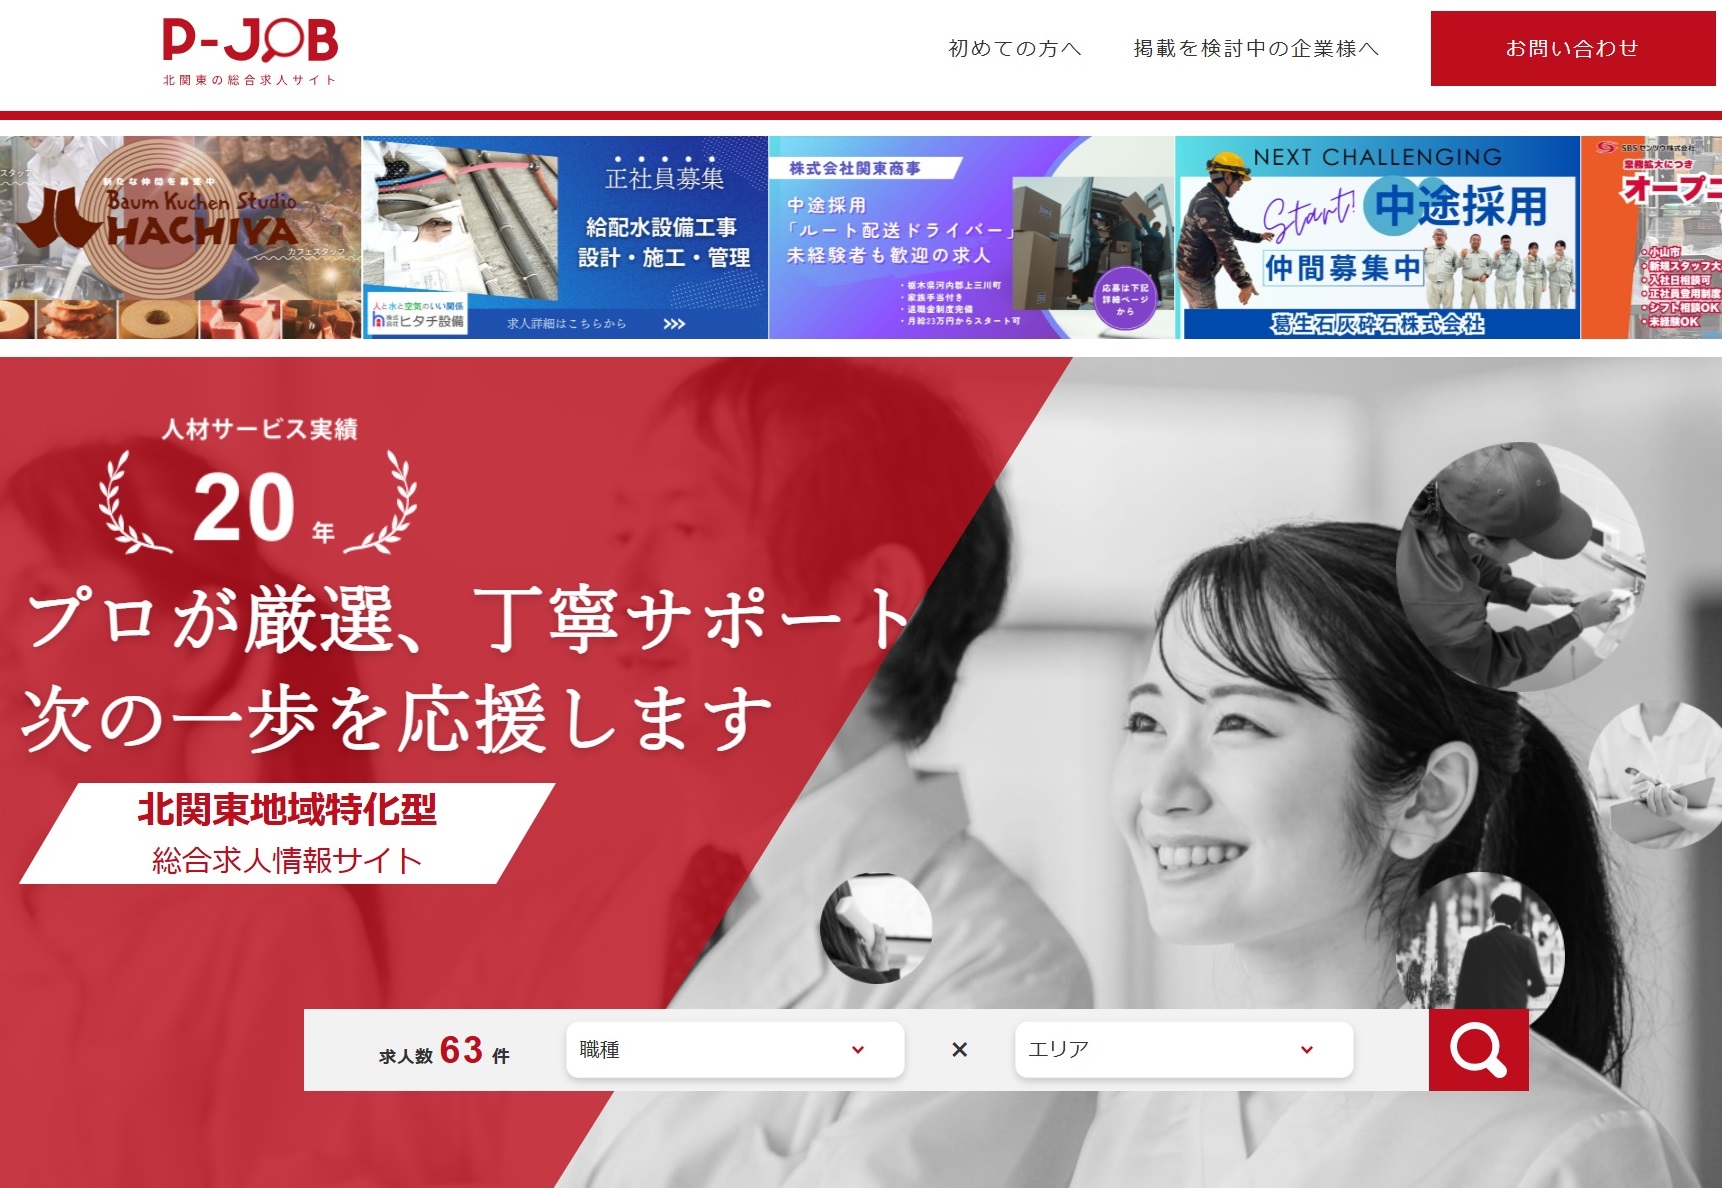 P-JOB
北関東の総合求人サイト
初めての方へ
掲載を検討中の企業様へ
お問い合わせ
新たな仲間を募集中
Baum Kuchen Studio
HACHIYA
カフェスタッフ
正社員募集
給配水設備工事
設計・施工・管理
人と水と空気のいい関係
株式会社ヒタチ設備
求人詳細はこちらから
株式会社関東商事
中途採用
「ルート配送ドライバー」
未経験者も歓迎の求人
・栃木県河内郡上三川町
・家族手当付き
・退職金制度完備
・月給23万円からスタート可
応募は下記
詳細ページ
から
NEXT CHALLENGING
Start!
中途採用
仲間募集中
葛生石灰砕石株式会社
SBSゼンツウ株式会社
業務拡大につき
オープニ
・小山市
・新規スタッフ大
・入社日相談可
・正社員登用制度
・シフト相談OK
・未経験OK
人材サービス実績
20年
プロが厳選、丁寧サポート
次の一歩を応援します
北関東地域特化型
総合求人情報サイト
求人数 63 件
職種
×
エリア